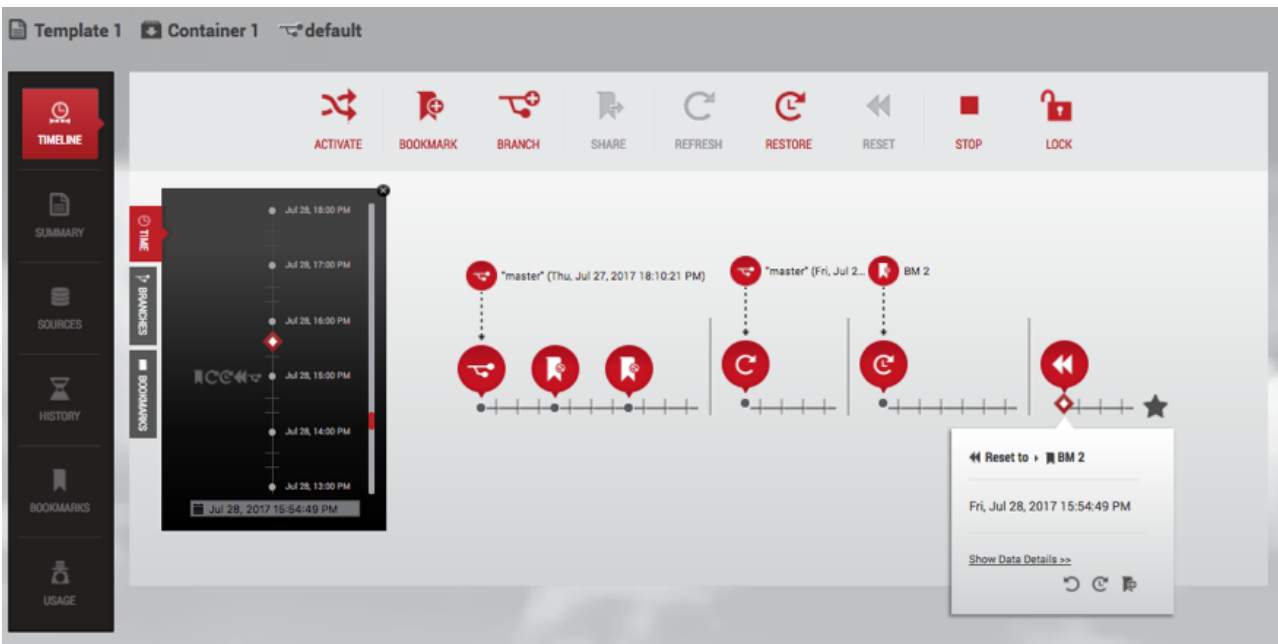 Template 1 Container 1 default
TIMELINE
SUMMARY
SOURCES
HISTORY
BOOKMARKS
USAGE
ACTIVATE BOOKMARK BRANCH SHARE REFRESH RESTORE RESET STOP LOCK
TIME
BRANCHES
BOOKMARKS
Jul 28, 18:00 PM
Jul 28, 17:00 PM
Jul 28, 16:00 PM
Jul 28, 15:00 PM
Jul 28, 14:00 PM
Jul 28, 13:00 PM
Jul 28, 2017 15:54:49 PM
"master" (Thu, Jul 27, 2017 18:10:21 PM)
"master" (Fri, Jul 2...
BM 2
Reset to BM 2
Fri, Jul 28, 2017 15:54:49 PM
Show Data Details >>